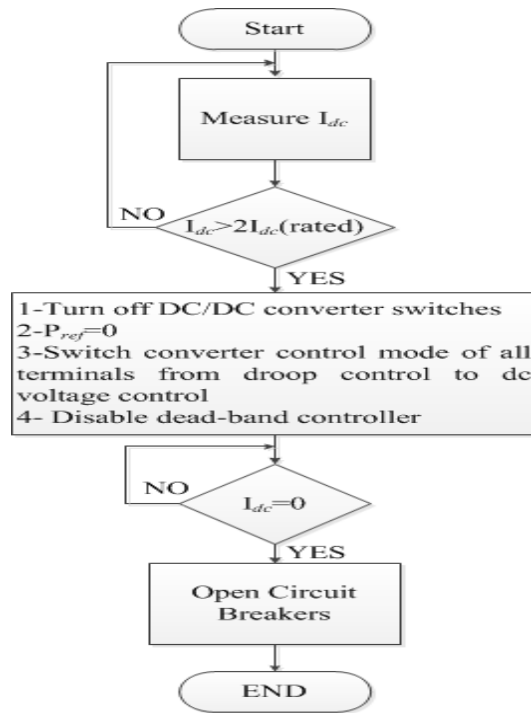 Start
Measure I_dc
I_dc>2I_dc(rated)
NO
YES
1-Turn off DC/DC converter switches
2-P_ref=0
3-Switch converter control mode of all
terminals from droop control to dc
voltage control
4- Disable dead-band controller
NO
I_dc=0
YES
Open Circuit
Breakers
END